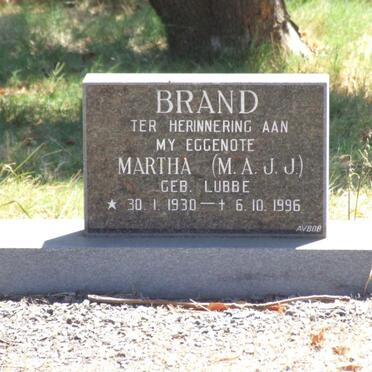 BRAND
TER HERINNERING AAN
MY EGGENOTE
MARTHA (M.A.J.J.)
GEB. LUBBE
★ 30.1.1930 — † 6.10.1996
AVBOB